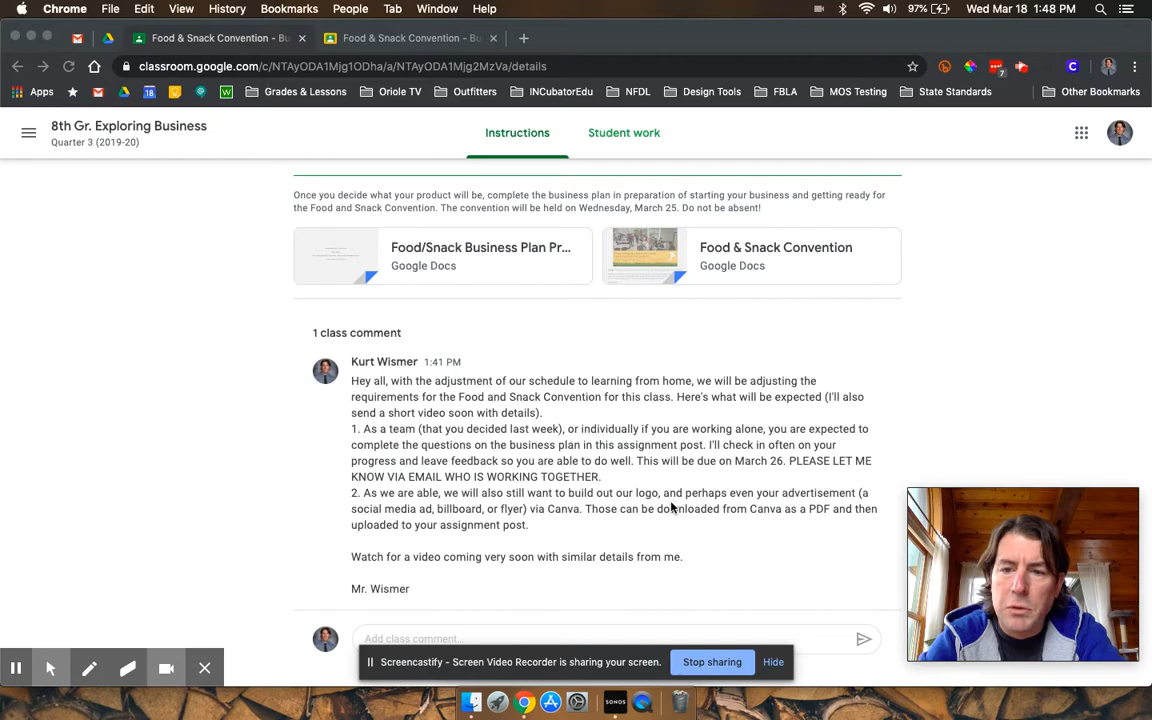 Chrome File Edit View History Bookmarks People Tab Window Help 97% Wed Mar 18 1:48 PM
Food & Snack Convention - Bu Food & Snack Convention - Bu
classroom.google.com/c/NTAyODA1Mjg1ODha/a/NTAyODA1Mjg2MzVa/details
Apps Grades & Lessons Oriole TV Outfitters INCubatorEdu NFDL Design Tools FBLA MOS Testing State Standards Other Bookmarks
8th Gr. Exploring Business
Quarter 3 (2019-20)
Instructions Student work
Once you decide what your product will be, complete the business plan in preparation of starting your business and getting ready for
the Food and Snack Convention. The convention will be held on Wednesday, March 25. Do not be absent!
Food/Snack Business Plan Pr...
Google Docs
Food & Snack Convention
Google Docs
1 class comment
Kurt Wismer 1:41 PM
Hey all, with the adjustment of our schedule to learning from home, we will be adjusting the
requirements for the Food and Snack Convention for this class. Here's what will be expected (I'll also
send a short video soon with details).
1. As a team (that you decided last week), or individually if you are working alone, you are expected to
complete the questions on the business plan in this assignment post. I'll check in often on your
progress and leave feedback so you are able to do well. This will be due on March 26. PLEASE LET ME
KNOW VIA EMAIL WHO IS WORKING TOGETHER.
2. As we are able, we will also still want to build out our logo, and perhaps even your advertisement (a
social media ad, billboard, or flyer) via Canva. Those can be downloaded from Canva as a PDF and then
uploaded to your assignment post.
Watch for a video coming very soon with similar details from me.
Mr. Wismer
Add class comment...
Screencastify - Screen Video Recorder is sharing your screen. Stop sharing Hide
SONOS